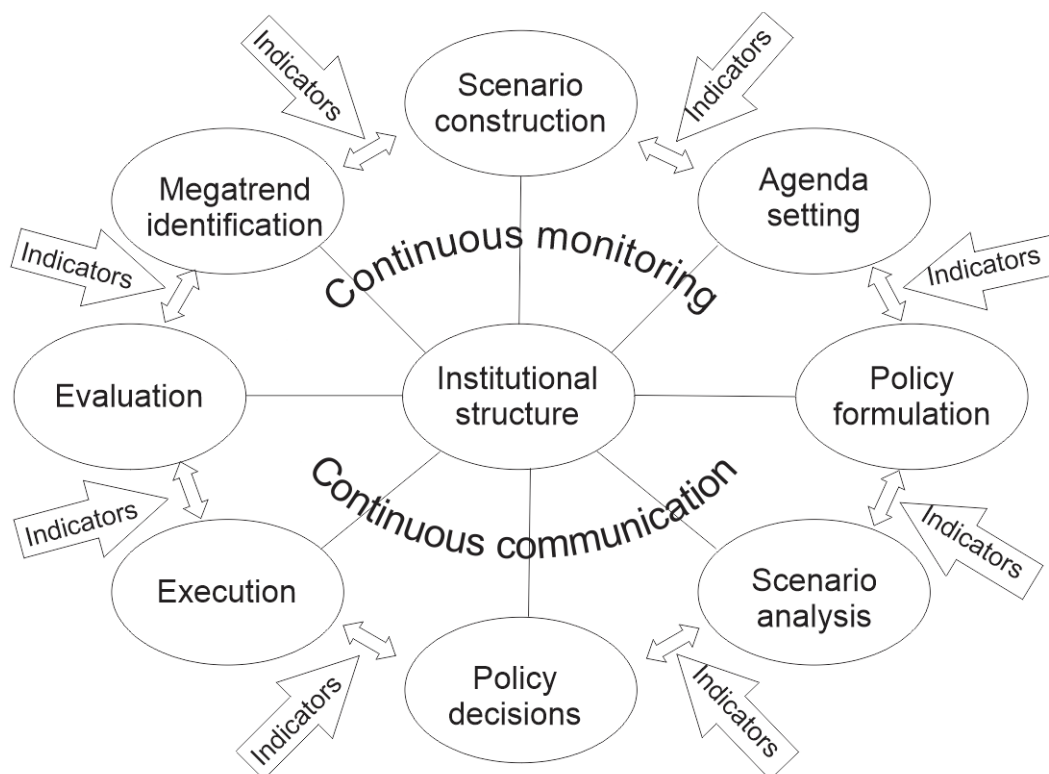 Indicators
Scenario
construction
Indicators
Megatrend
identification
Agenda
setting
Continuous monitoring
Indicators
Indicators
Evaluation
Institutional
structure
Policy
formulation
Continuous communication
Indicators
Indicators
Execution
Scenario
analysis
Indicators
Policy
decisions
Indicators